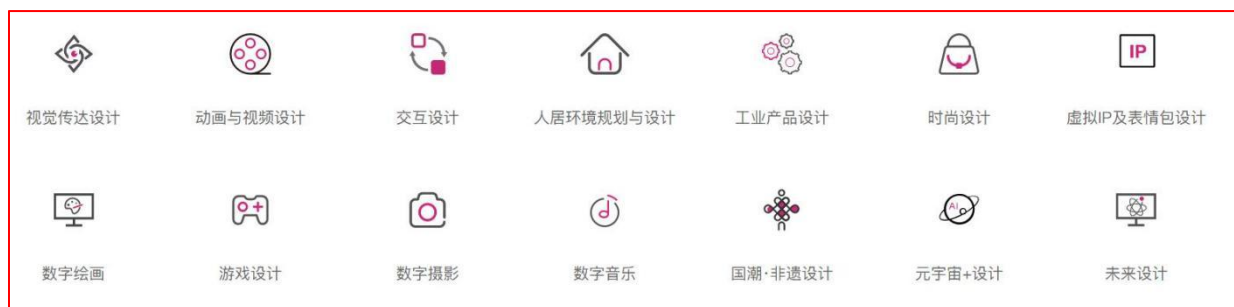 IP
视觉传达设计 动画与视频设计 交互设计 人居环境规划与设计 工业产品设计 时尚设计 虚拟IP及表情包设计
AI
数字绘画 游戏设计 数字摄影 数字音乐 国潮·非遗设计 元宇宙+设计 未来设计